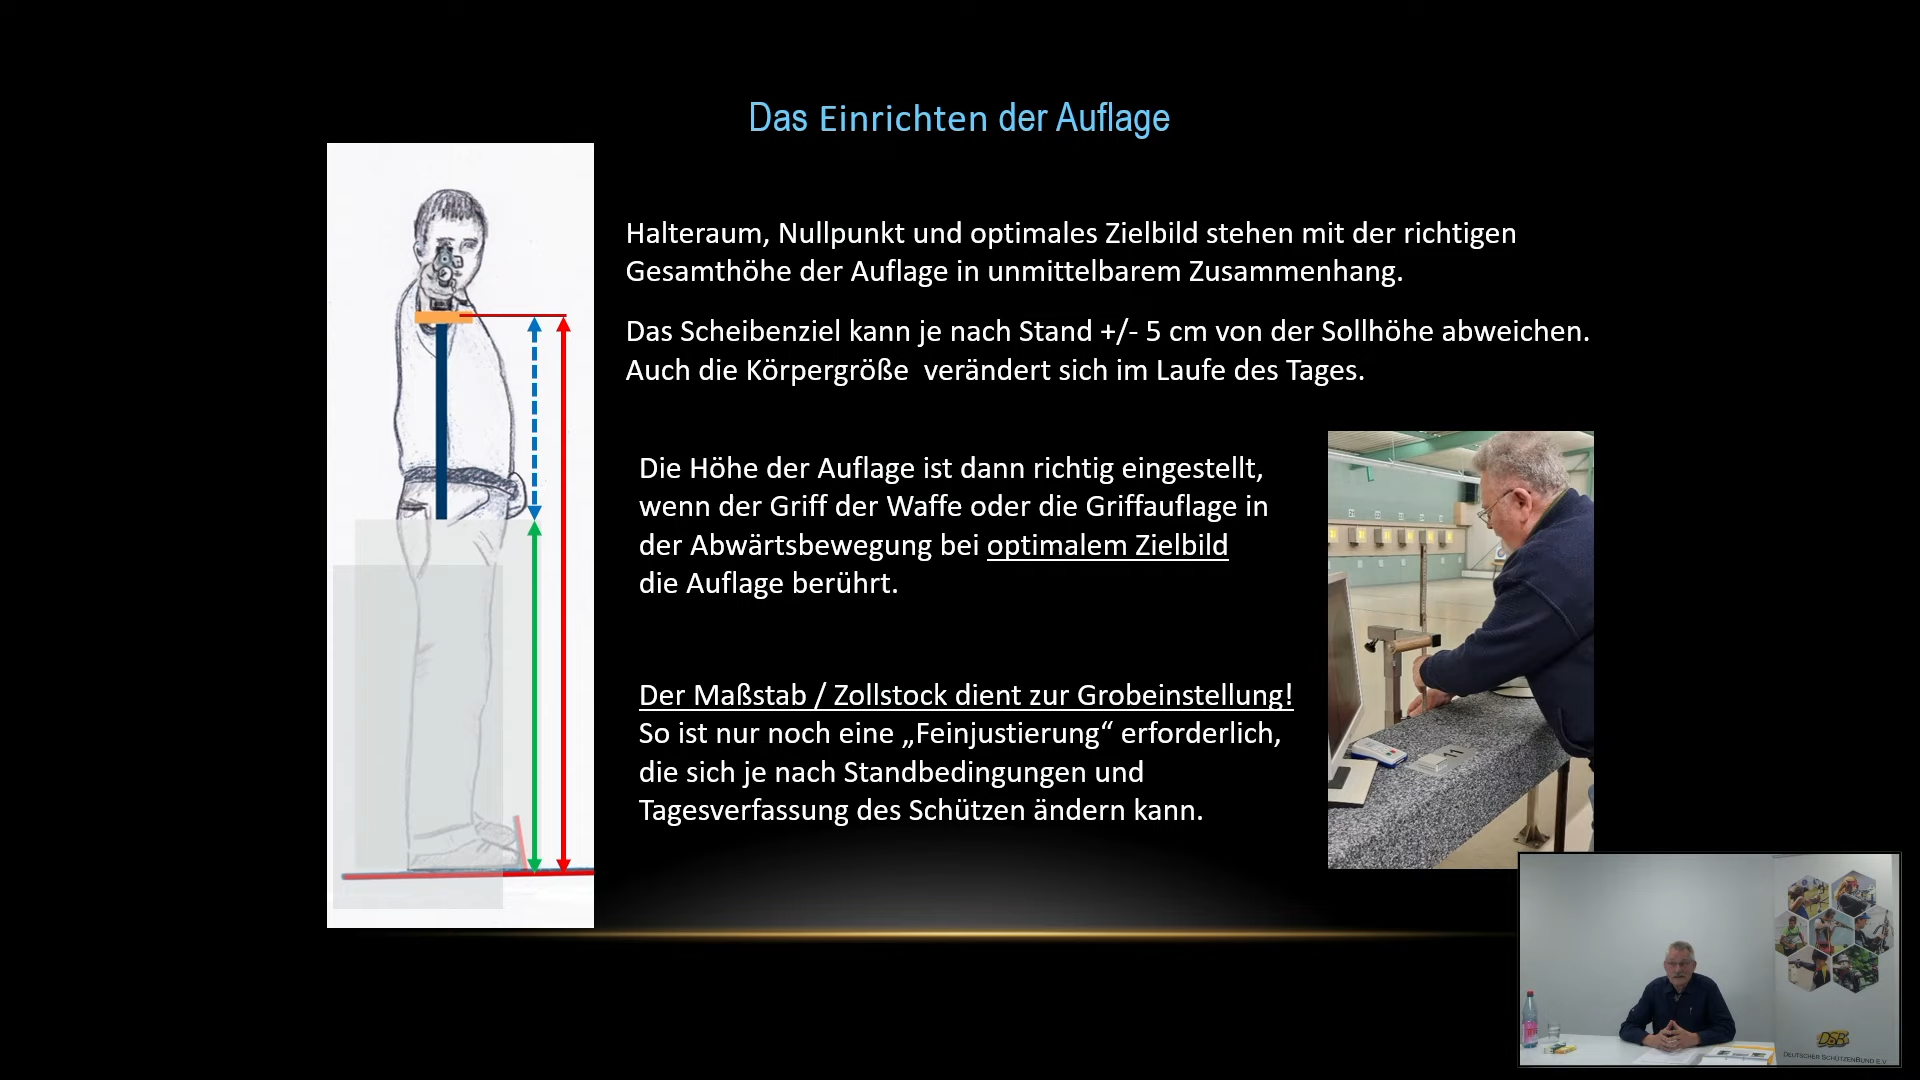 Das Einrichten der Auflage
Halteraum, Nullpunkt und optimales Zielbild stehen mit der richtigen
Gesamthöhe der Auflage in unmittelbarem Zusammenhang.
Das Scheibenziel kann je nach Stand +/- 5 cm von der Sollhöhe abweichen.
Auch die Körpergröße verändert sich im Laufe des Tages.
Die Höhe der Auflage ist dann richtig eingestellt,
wenn der Griff der Waffe oder die Griffauflage in
der Abwärtsbewegung bei optimalem Zielbild
die Auflage berührt.
Der Maßstab / Zollstock dient zur Grobeinstellung!
So ist nur noch eine „Feinjustierung“ erforderlich,
die sich je nach Standbedingungen und
Tagesverfassung des Schützen ändern kann.
11
DSB
DEUTSCHER SCHÜTZENBUND E.V.